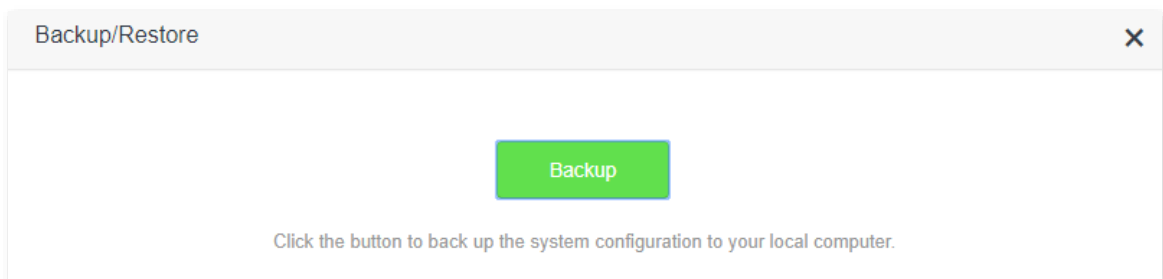 Backup/Restore
Backup
Click the button to back up the system configuration to your local computer.